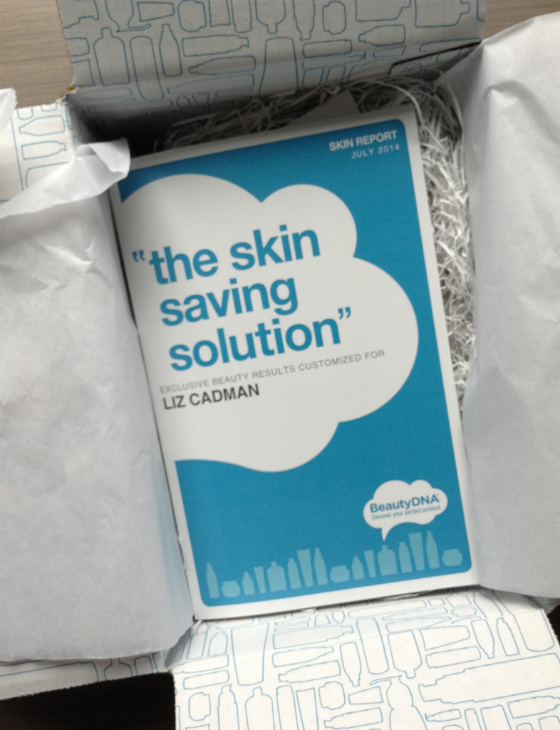 SKIN REPORT
JULY 2014
"the skin
saving
solution"
EXCLUSIVE BEAUTY RESULTS CUSTOMIZED FOR
LIZ CADMAN
BeautyDNA
Discover your perfect product